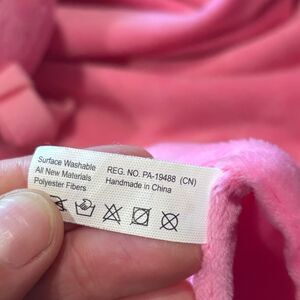 Surface Washable
All New Materials
Polyester Fibers
REG. NO. PA-19488 (CN)
Handmade in China